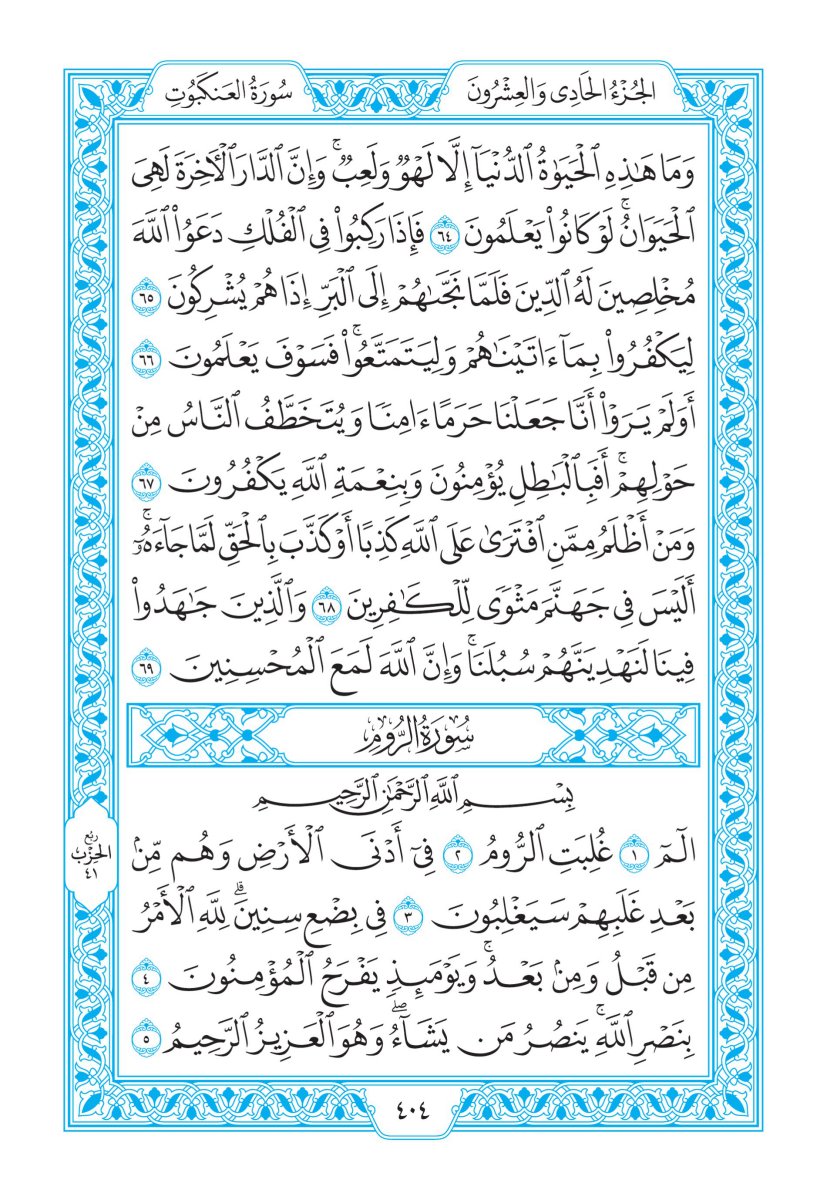 الجُزْءُ الحَادِى وَالعِشْرُونَ
سُورَةُ العَنكَبُوتِ
وَمَا هَٰذِهِ ٱلْحَيَوٰةُ ٱلدُّنْيَآ إِلَّا لَهْوٌ وَلَعِبٌ ۚ وَإِنَّ ٱلدَّارَ ٱلْأَخِرَةَ لَهِىَ
ٱلْحَيَوَانُ ۚ لَوْ كَانُوا۟ يَعْلَمُونَ ٦٤ فَإِذَا رَكِبُوا۟ فِى ٱلْفُلْكِ دَعَوُا۟ ٱللَّهَ
مُخْلِصِينَ لَهُ ٱلدِّينَ فَلَمَّا نَجَّىٰهُمْ إِلَى ٱلْبَرِّ إِذَا هُمْ يُشْرِكُونَ ٦٥
لِيَكْفُرُوا۟ بِمَآ ءَاتَيْنَٰهُمْ وَلِيَتَمَتَّعُوا۟ ۚ فَسَوْفَ يَعْلَمُونَ ٦٦
أَوَلَمْ يَرَوْا۟ أَنَّا جَعَلْنَا حَرَمًا ءَامِنًا وَيُتَخَطَّفُ ٱلنَّاسُ مِنْ
حَوْلِهِمْ ۚ أَفَبِٱلْبَٰطِلِ يُؤْمِنُونَ وَبِنِعْمَةِ ٱللَّهِ يَكْفُرُونَ ٦٧
وَمَنْ أَظْلَمُ مِمَّنِ ٱفْتَرَىٰ عَلَى ٱللَّهِ كَذِبًا أَوْ كَذَّبَ بِٱلْحَقِّ لَمَّا جَآءَهُۥٓ ۚ
أَلَيْسَ فِى جَهَنَّمَ مَثْوًى لِّلْكَٰفِرِينَ ٦٨ وَٱلَّذِينَ جَٰهَدُوا۟
فِينَا لَنَهْدِيَنَّهُمْ سُبُلَنَا ۚ وَإِنَّ ٱللَّهَ لَمَعَ ٱلْمُحْسِنِينَ ٦٩
سُورَةُ الرُّومِ
بِسْمِ ٱللَّهِ ٱلرَّحْمَٰنِ ٱلرَّحِيمِ
الٓمٓ ١ غُلِبَتِ ٱلرُّومُ ٢ فِىٓ أَدْنَى ٱلْأَرْضِ وَهُم مِّنۢ
بَعْدِ غَلَبِهِمْ سَيَغْلِبُونَ ٣ فِى بِضْعِ سِنِينَ ۗ لِلَّهِ ٱلْأَمْرُ
مِن قَبْلُ وَمِنۢ بَعْدُ ۚ وَيَوْمَئِذٍ يَفْرَحُ ٱلْمُؤْمِنُونَ ٤
بِنَصْرِ ٱللَّهِ ۚ يَنصُرُ مَن يَشَآءُ ۖ وَهُوَ ٱلْعَزِيزُ ٱلرَّحِيمُ ٥
ربع
الحزب
٤١
٤٠٤